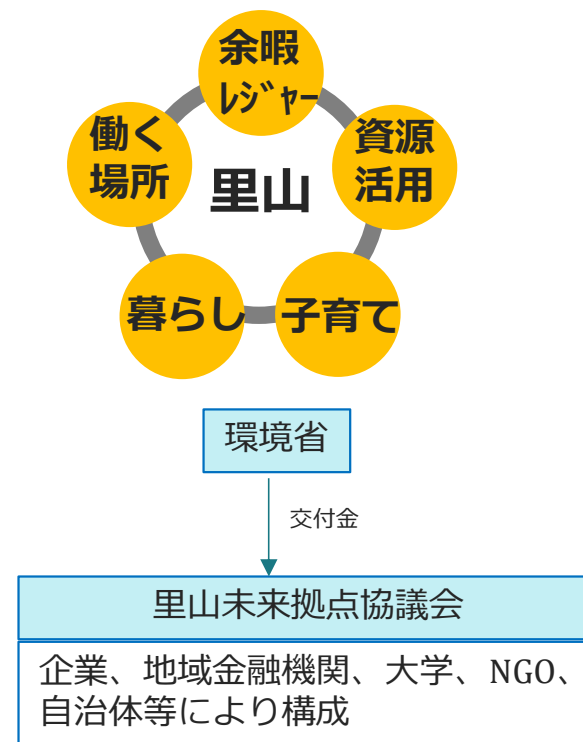 余暇
ﾚｼﾞｬｰ
働く
場所
資源
活用
里山
暮らし
子育て
環境省
交付金
里山未来拠点協議会
企業、地域金融機関、大学、NGO、
自治体等により構成